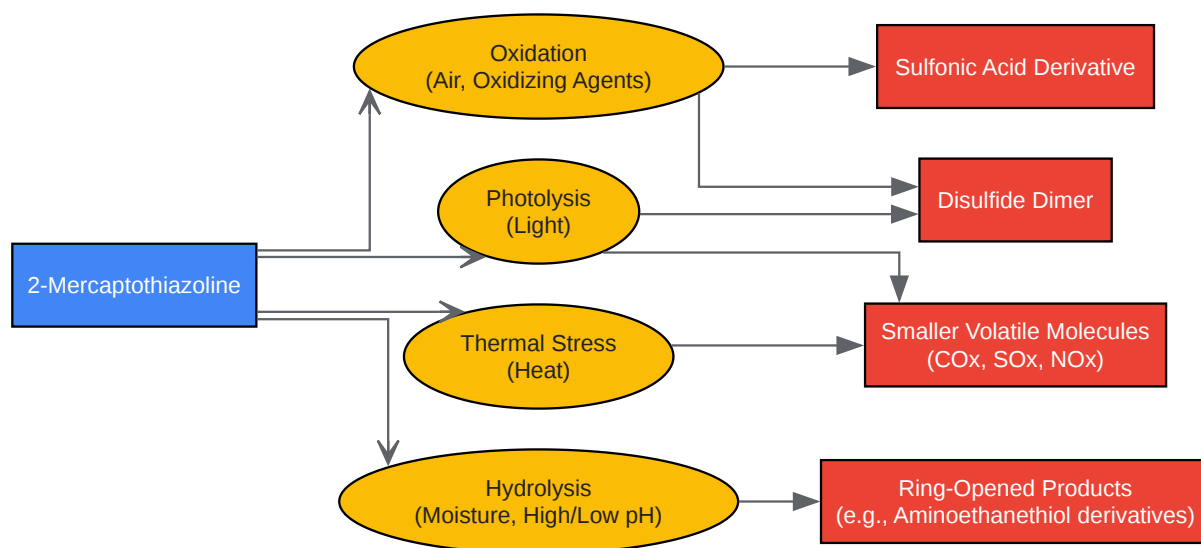 Oxidation
(Air, Oxidizing Agents)
Sulfonic Acid Derivative
Photolysis
(Light)
Disulfide Dimer
2-Mercaptothiazoline
Thermal Stress
(Heat)
Smaller Volatile Molecules
(COx, SOx, NOx)
Hydrolysis
(Moisture, High/Low pH)
Ring-Opened Products
(e.g., Aminoethanethiol derivatives)